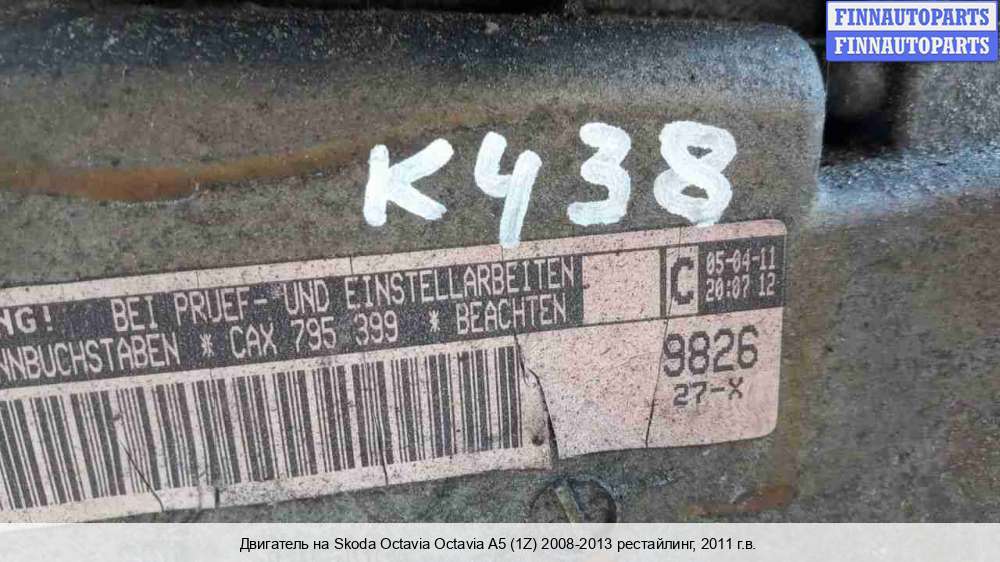 FINNAUTOPARTS
FINNAUTOPARTS
K438
NG! BEI PRUEF- UND EINSTELLARBEITEN
NNBUCHSTABEN * CAX 795 399 * BEACHTEN
C
05-04-11
20:07 12
9826
27-X
Двигатель на Skoda Octavia Octavia A5 (1Z) 2008-2013 рестайлинг, 2011 г.в.